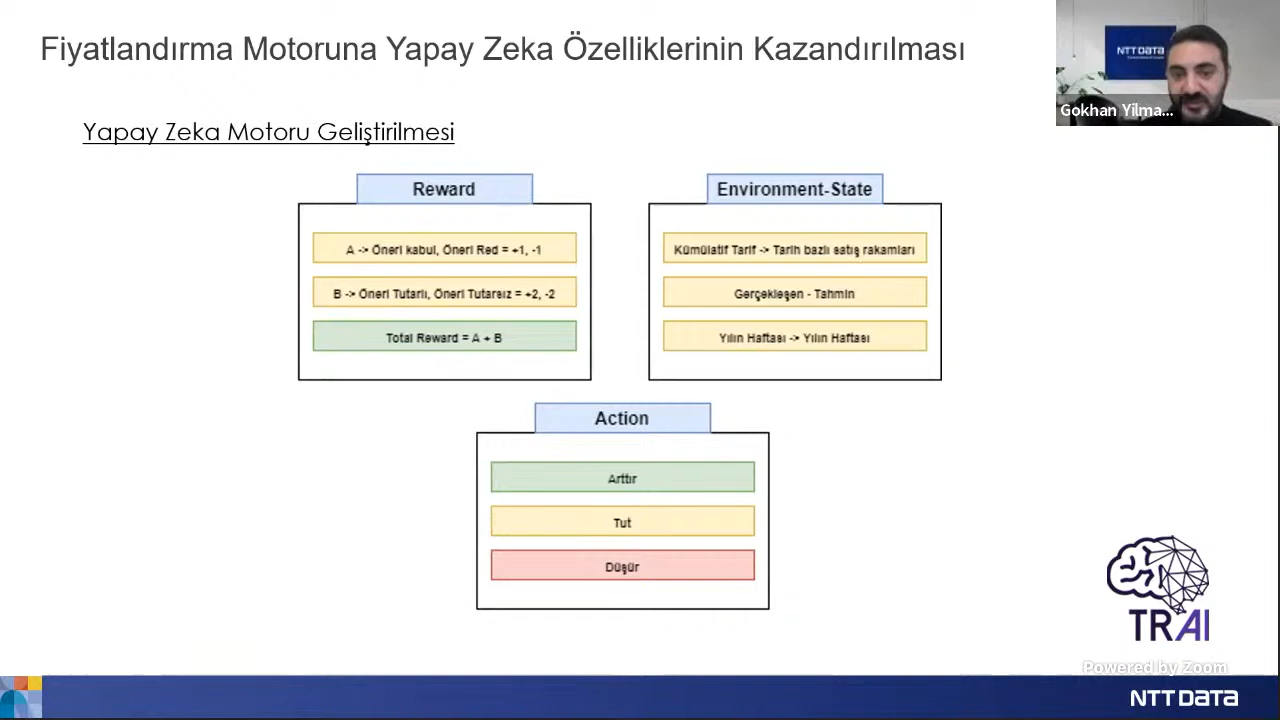 Fiyatlandırma Motoruna Yapay Zeka Özelliklerinin Kazandırılması
NTT DATA
Gokhan Yilma...
Yapay Zeka Motoru Geliştirilmesi
Reward
A -> Öneri kabul, Öneri Red = +1, -1
B -> Öneri Tutarlı, Öneri Tutarsız = +2, -2
Total Reward = A + B
Environment-State
Kümülatif Tarif -> Tarih bazlı satış rakamları
Gerçekleşen - Tahmin
Yılın Haftası -> Yılın Haftası
Action
Arttır
Tut
Düşür
TRAI
Powered by Zoom
NTT DATA